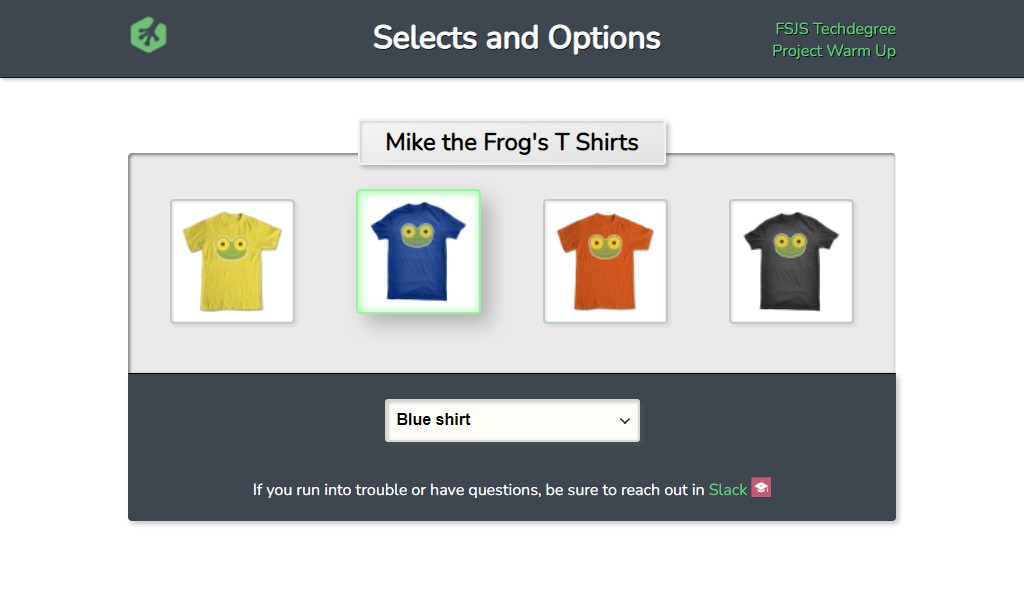 Selects and Options
FSJS Techdegree
Project Warm Up
Mike the Frog's T Shirts
Blue shirt
If you run into trouble or have questions, be sure to reach out in Slack